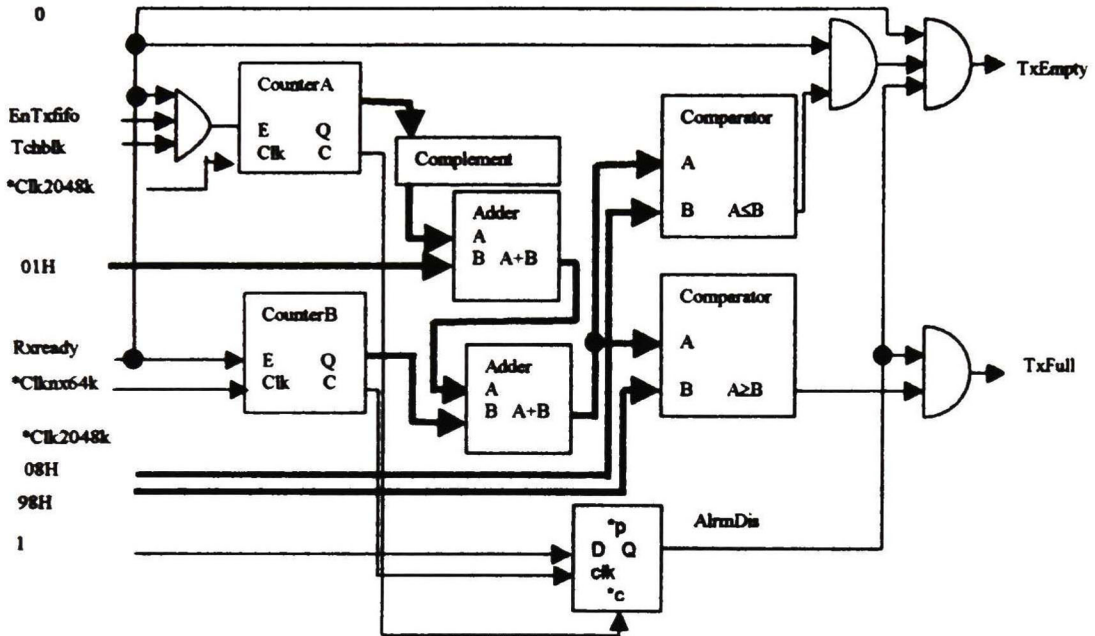 0
EnTxfifo
Tchblk
*Clk2048k
01H
Rxready
*Clknx64k
*Clk2048k
08H
98H
1
CounterA
E Q
Clk C
Complement
Adder
A
B A+B
CounterB
E Q
Clk C
Adder
A
B A+B
Comparator
A
B A≤B
Comparator
A
B A≥B
*p
D Q
clk
*c
AlrmDis
TxEmpty
TxFull